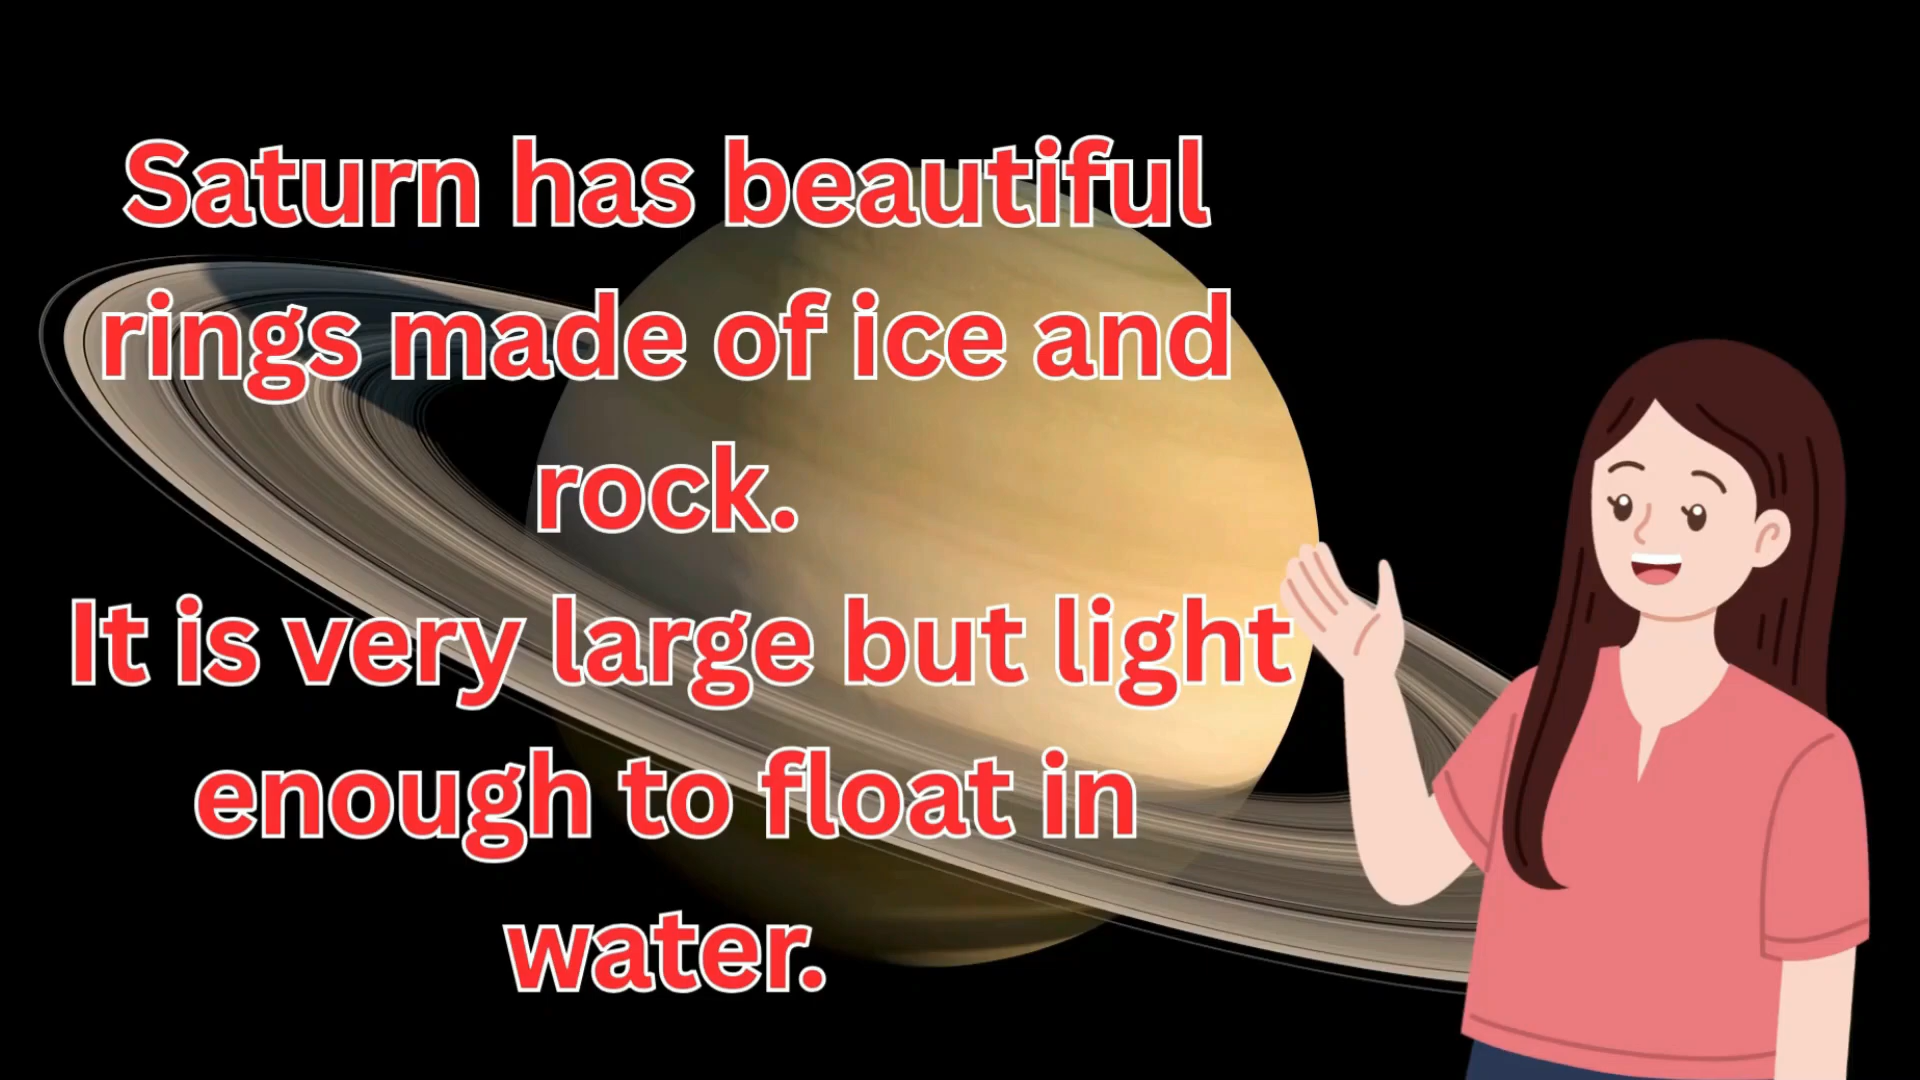 Saturn has beautiful
rings made of ice and
rock.
It is very large but light
enough to float in
water.